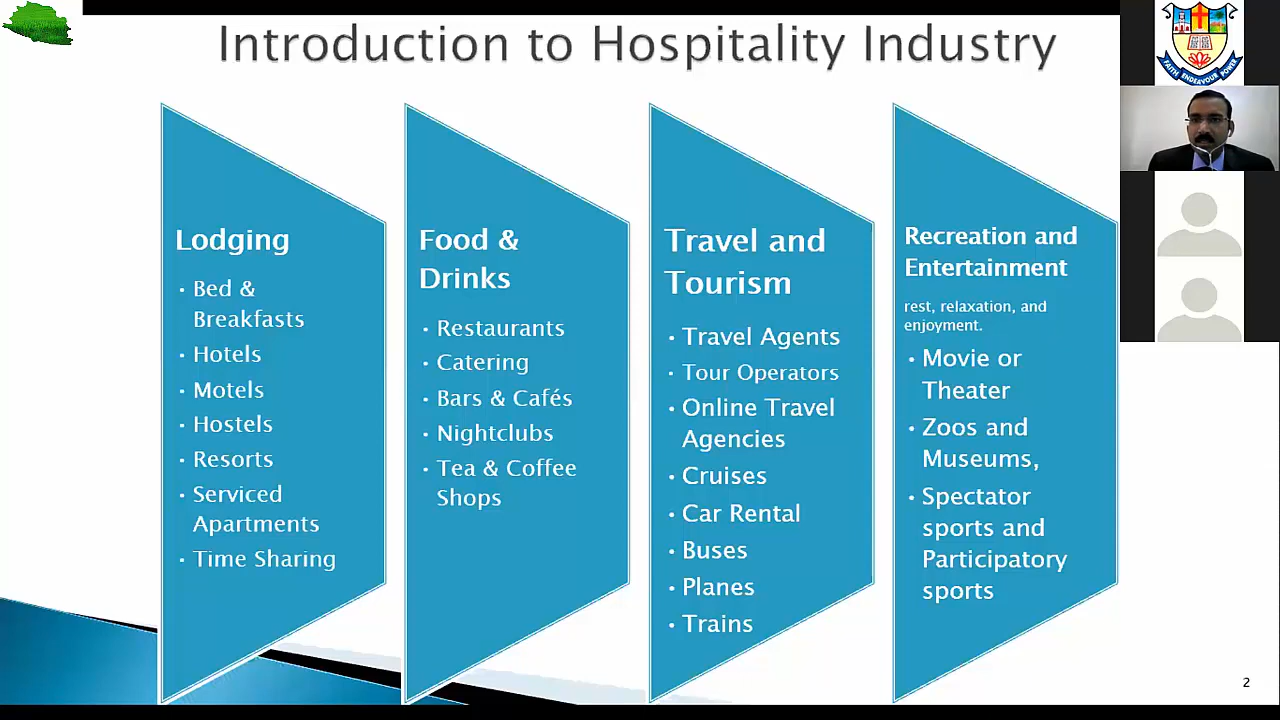 Introduction to Hospitality Industry
Lodging
• Bed &
Breakfasts
• Hotels
• Motels
• Hostels
• Resorts
• Serviced
Apartments
• Time Sharing
Food &
Drinks
• Restaurants
• Catering
• Bars & Cafés
• Nightclubs
• Tea & Coffee
Shops
Travel and
Tourism
• Travel Agents
• Tour Operators
• Online Travel
Agencies
• Cruises
• Car Rental
• Buses
• Planes
• Trains
Recreation and
Entertainment
rest, relaxation, and
enjoyment.
• Movie or
Theater
• Zoos and
Museums,
• Spectator
sports and
Participatory
sports
FAITH ENDEAVOUR POWER
2